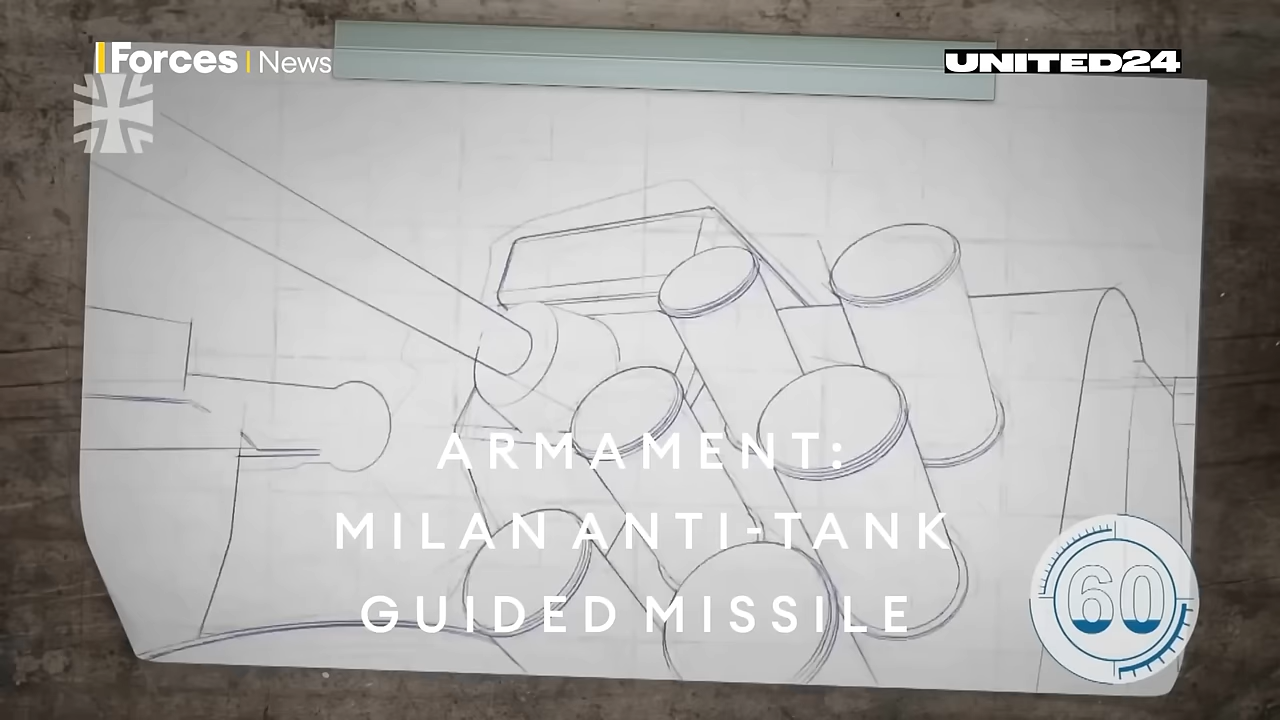 Forces News
UNITED24
ARMAMENT:
MILAN ANTI-TANK
GUIDED MISSILE
60